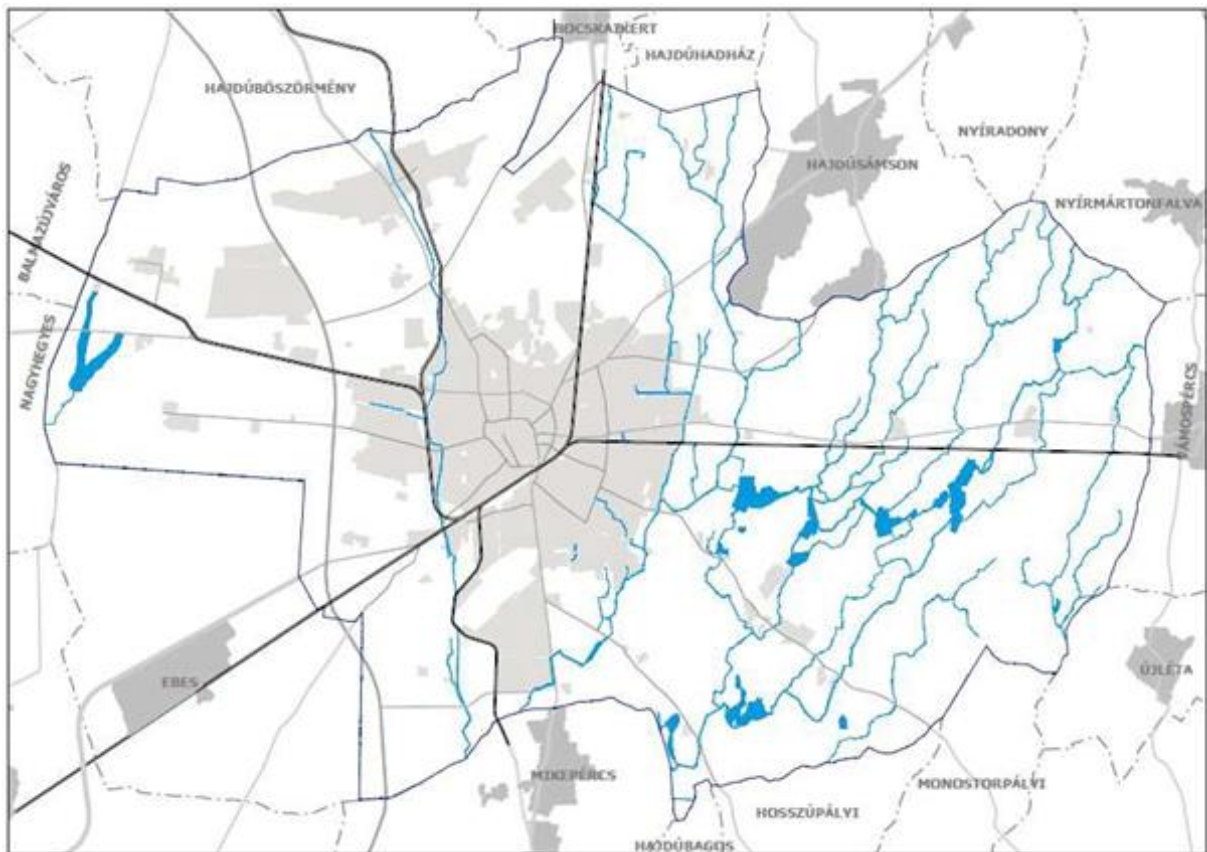 BOCSKAIKERT
HAJDÚHADHÁZ
HAJDÚBÖSZÖRMÉNY
NYÍRADONY
HAJDÚSÁMSON
NYÍRMÁRTONFALVA
BALMAZÚJVÁROS
NAGYHEGYES
VÁMOSPÉRCS
EBES
ÚJLÉTA
MIKEPÉRCS
MONOSTORPÁLYI
HOSSZÚPÁLYI
HAJDÚBAGOS